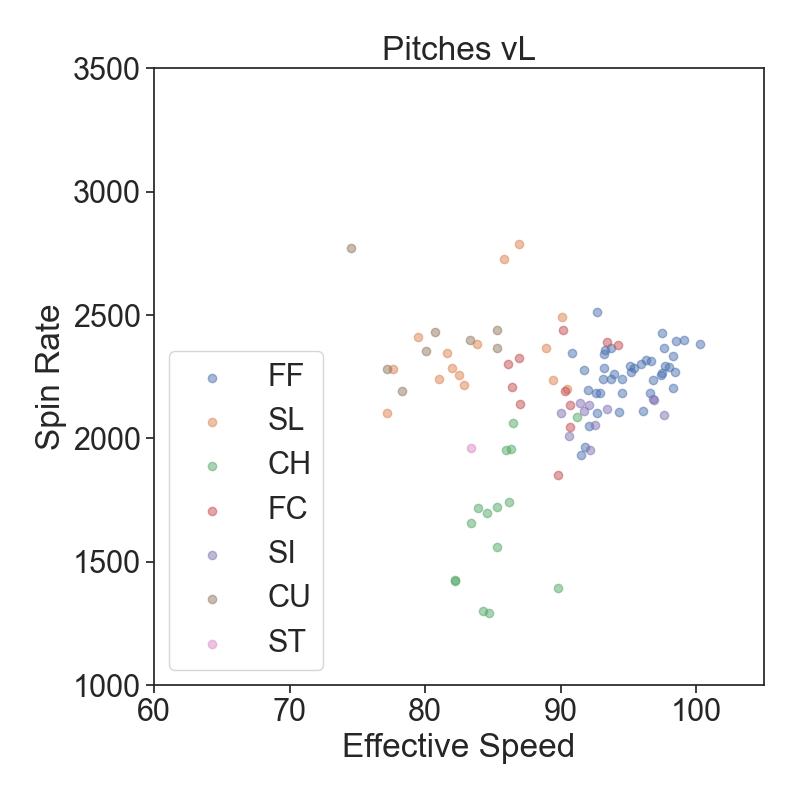 Pitches vL
3500
3000
2500
2000
1500
1000
Spin Rate
FF
SL
CH
FC
SI
CU
ST
60 70 80 90 100
Effective Speed